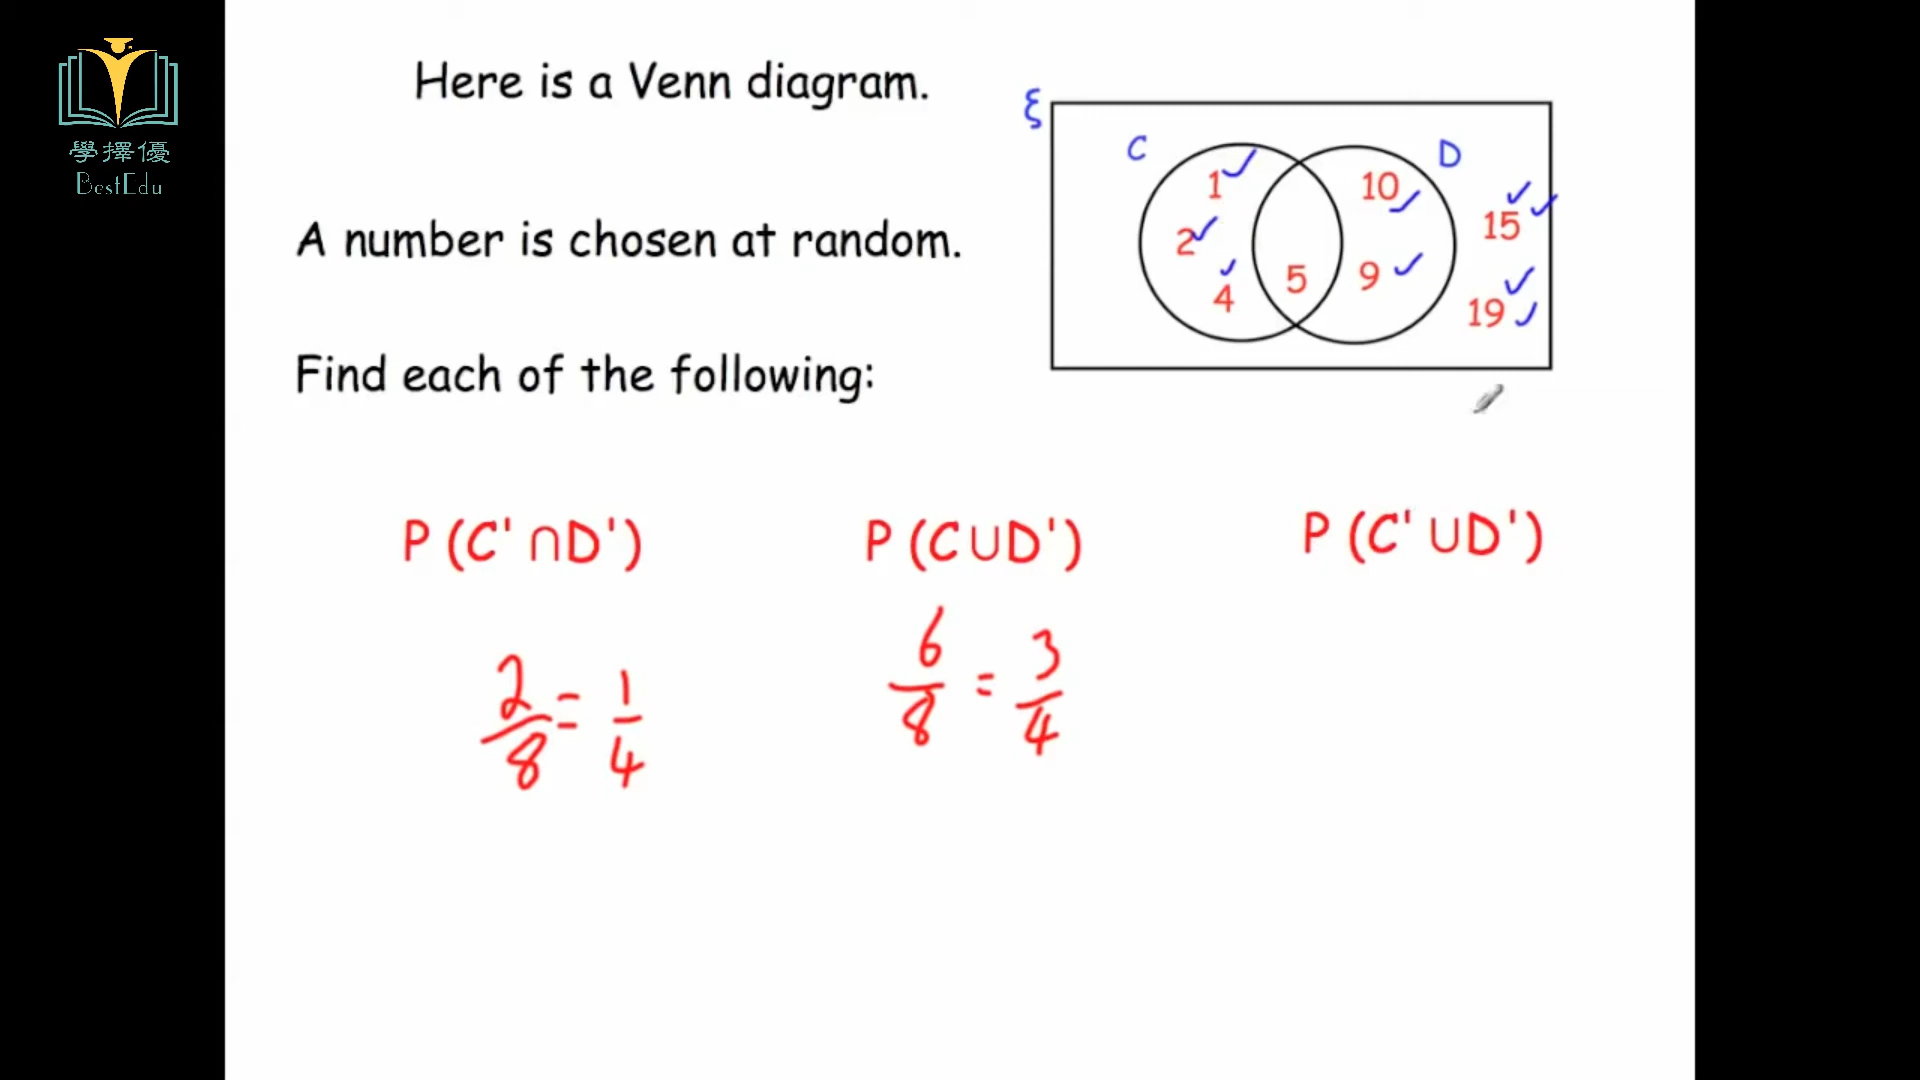 學擇優
BestEdu
Here is a Venn diagram.
A number is chosen at random.
Find each of the following:
ξ
C
D
1
10
15
2
5
9
4
19
P (C' ∩ D')
P (C ∪ D')
P (C' ∪ D')
2/8 = 1/4
6/8 = 3/4